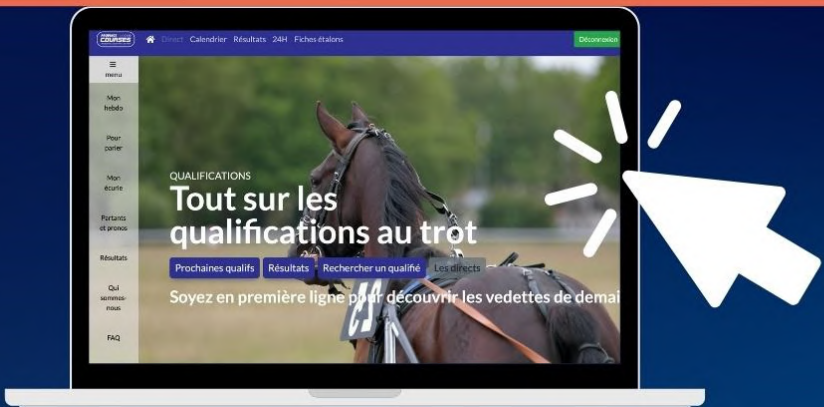 COURSES
Direct Calendrier Résultats 24H Fiches étalons
Déconnexion
menu
Mon
hebdo
Pour
parier
Mon
écurie
Partants
et pronos
Résultats
Qui
sommes-
nous
FAQ
QUALIFICATIONS
Tout sur les
qualifications au trot
Prochaines qualifs Résultats Rechercher un qualifié Les directs
Soyez en première ligne pour découvrir les vedettes de demai